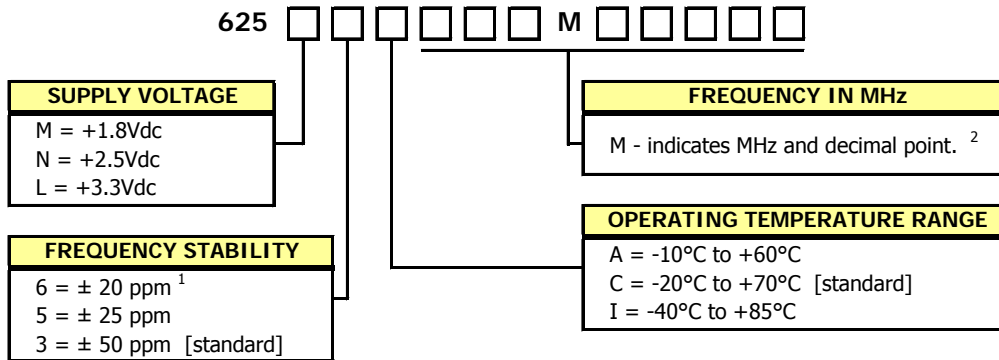 625 M
SUPPLY VOLTAGE
M = +1.8Vdc
N = +2.5Vdc
L = +3.3Vdc
FREQUENCY IN MHz
M - indicates MHz and decimal point. 2
FREQUENCY STABILITY
6 = ± 20 ppm 1
5 = ± 25 ppm
3 = ± 50 ppm [standard]
OPERATING TEMPERATURE RANGE
A = -10°C to +60°C
C = -20°C to +70°C [standard]
I = -40°C to +85°C